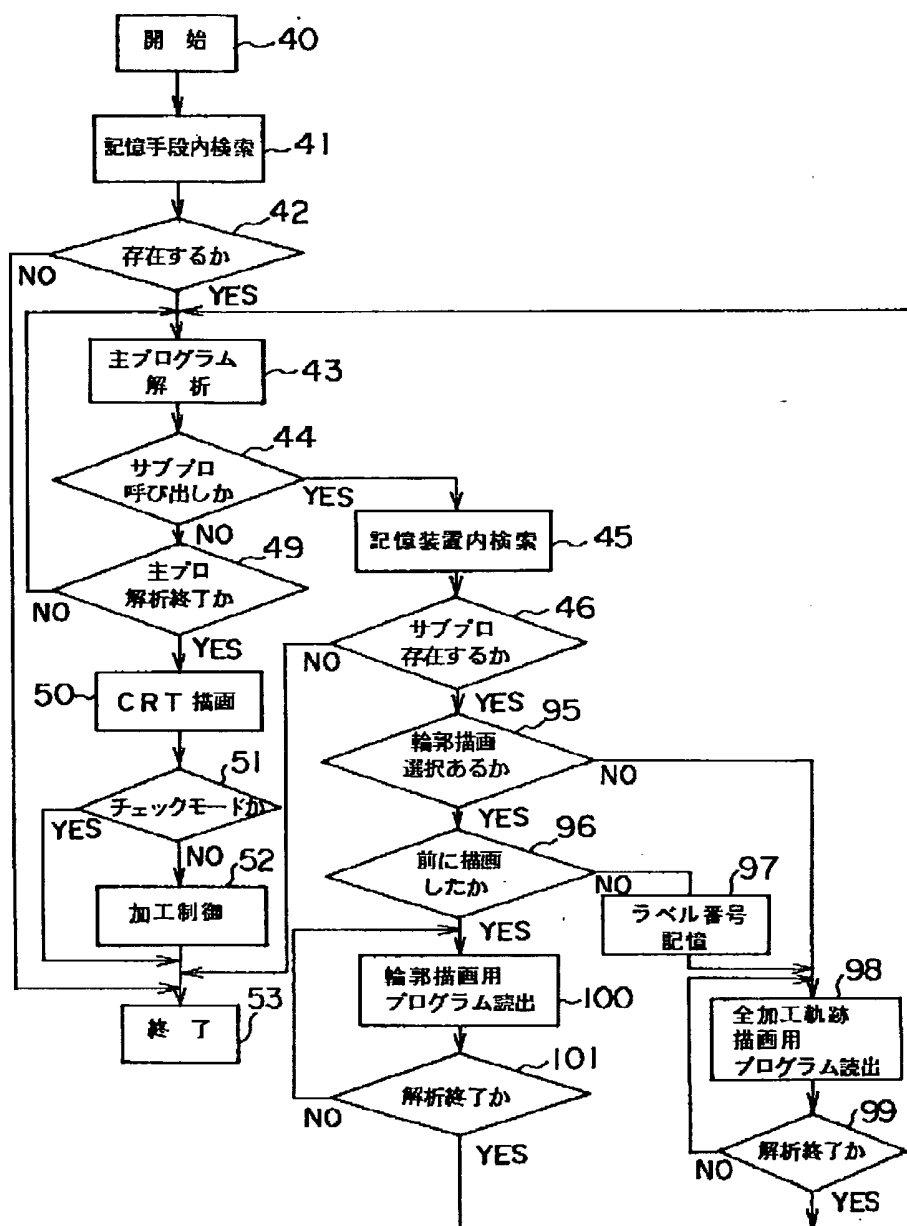 開 始
40
記憶手段内検索
41
42
存在するか
NO
YES
主プログラム
解 析
43
44
サブプロ
呼び出しか
YES
NO
記憶装置内検索
45
49
主プロ
解析終了か
NO
YES
46
サブプロ
存在するか
NO
YES
50
CRT描画
95
輪郭描画
選択あるか
NO
YES
51
チェックモードか
YES
NO
96
前に描画
したか
NO
YES
97
ラベル番号
記憶
52
加工制御
輪郭描画用
プログラム読出
100
98
全加工軌跡
描画用
プログラム読出
終 了
53
101
解析終了か
NO
YES
99
解析終了か
NO
YES